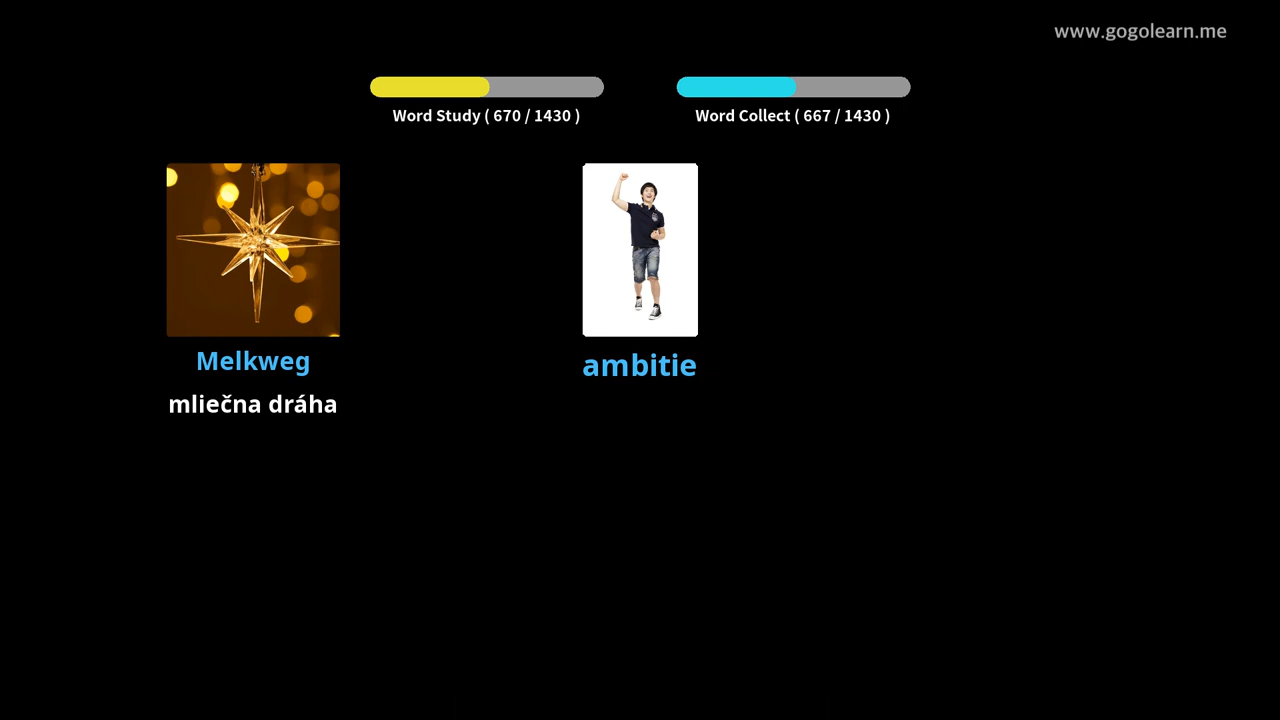 www.gogolearn.me
Word Study ( 670 / 1430 )
Word Collect ( 667 / 1430 )
Melkweg
mliečna dráha
ambitie